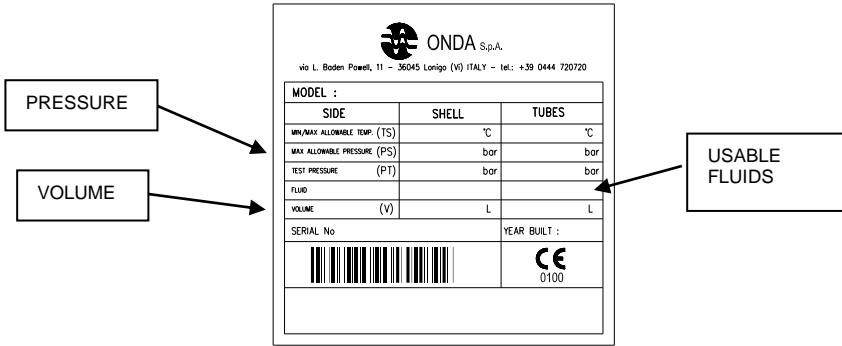 ONDA S.p.A.
via L. Baden Powell, 11 - 36045 Lonigo (Vi) ITALY - tel.: +39 0444 720720
MODEL :
SIDE SHELL TUBES
MIN/MAX ALLOWABLE TEMP. (TS) °C °C
MAX ALLOWABLE PRESSURE (PS) bar bar
TEST PRESSURE (PT) bar bar
FLUID
VOLUME (V) L L
SERIAL No YEAR BUILT :
CE
0100
PRESSURE
VOLUME
USABLE
FLUIDS